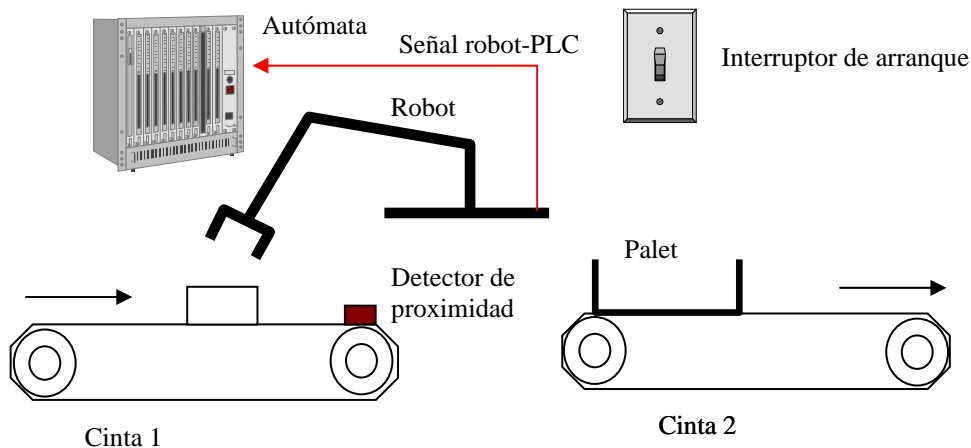 Autómata
Señal robot-PLC
Interruptor de arranque
Robot
Detector de
proximidad
Palet
Cinta 1
Cinta 2